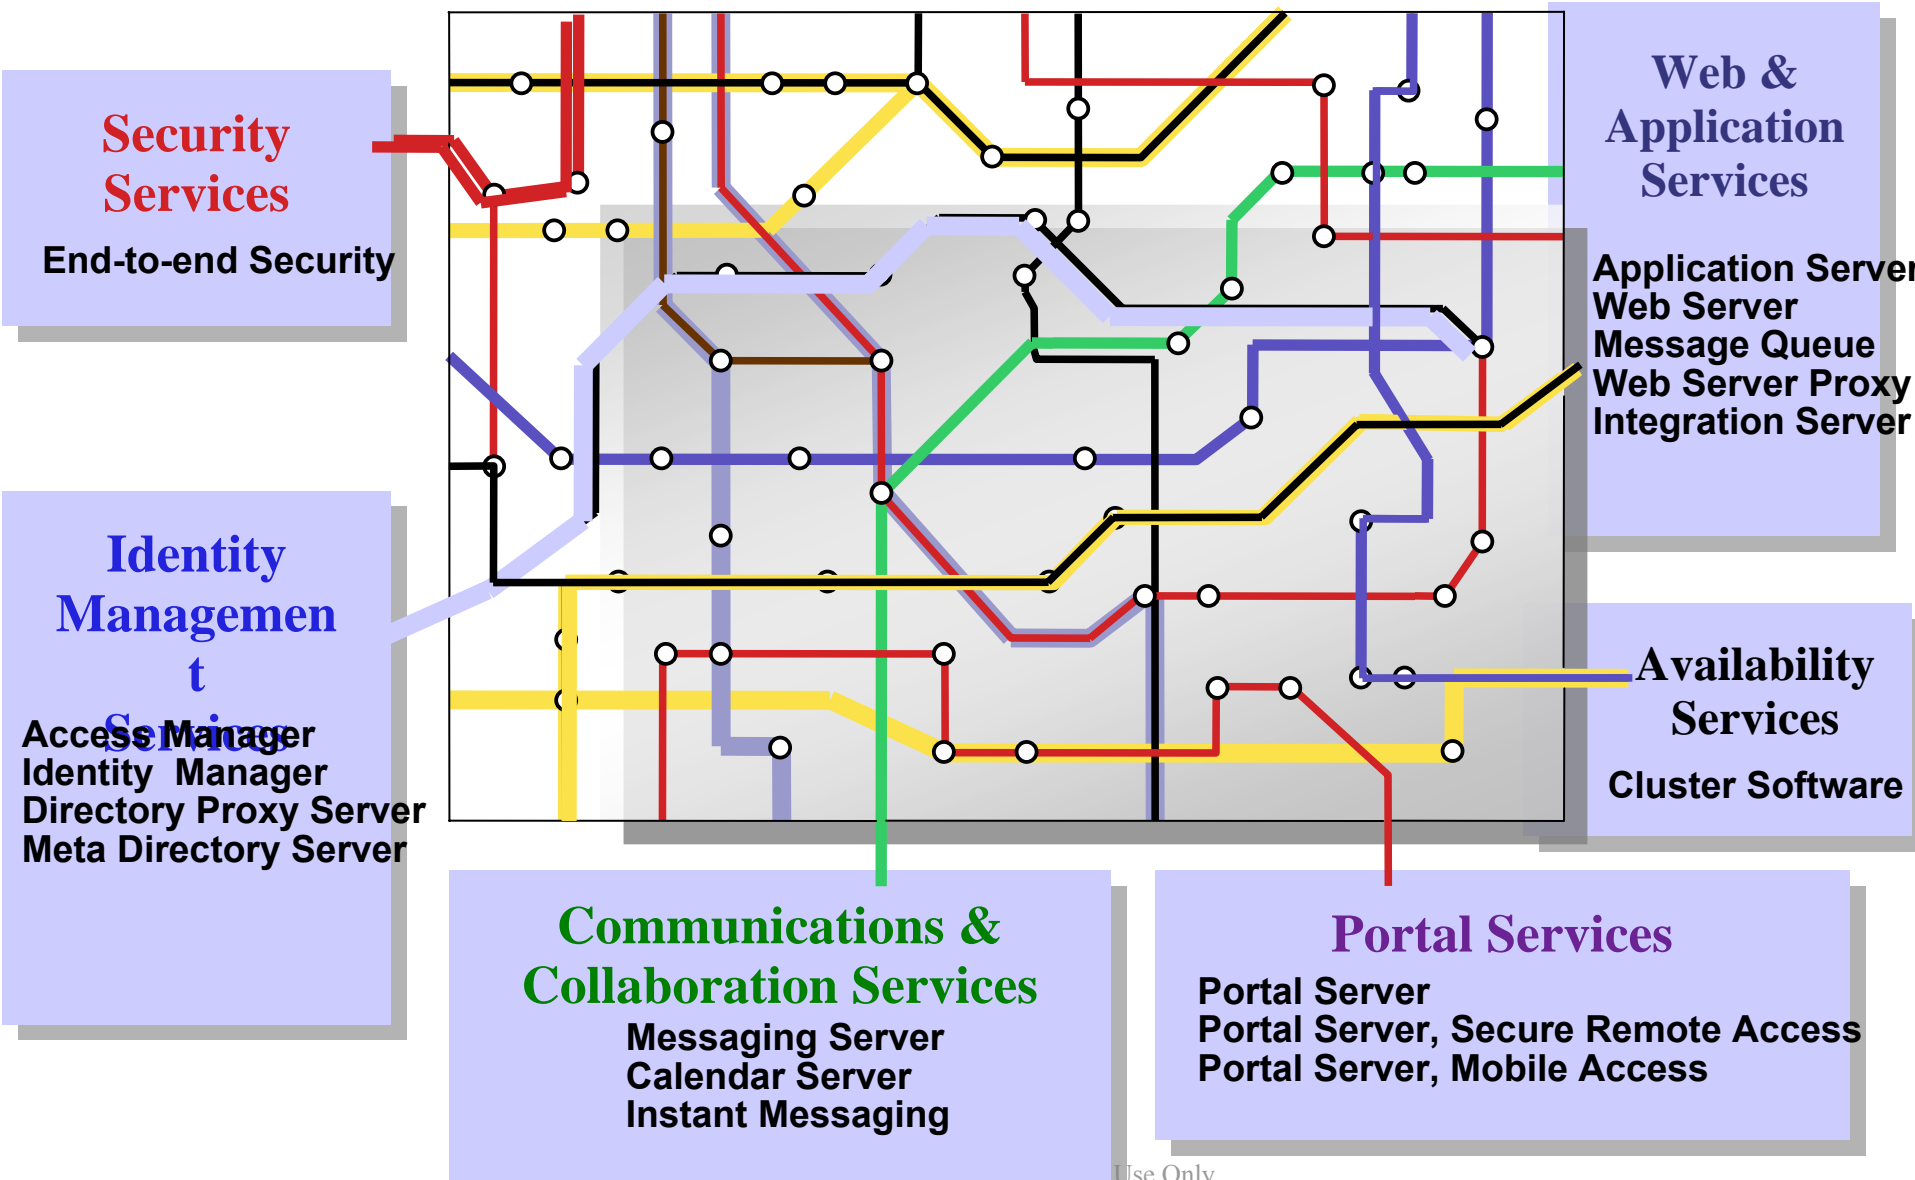 Security
Services
End-to-end Security
Identity
Managemen
t
Services
Access Manager
Identity  Manager
Directory Proxy Server
Meta Directory Server
Web &
Application
Services
Application Server
Web Server
Message Queue
Web Server Proxy
Integration Server
Availability
Services
Cluster Software
Communications &
Collaboration Services
Messaging Server
Calendar Server
Instant Messaging
Portal Services
Portal Server
Portal Server, Secure Remote Access
Portal Server, Mobile Access
Use Only